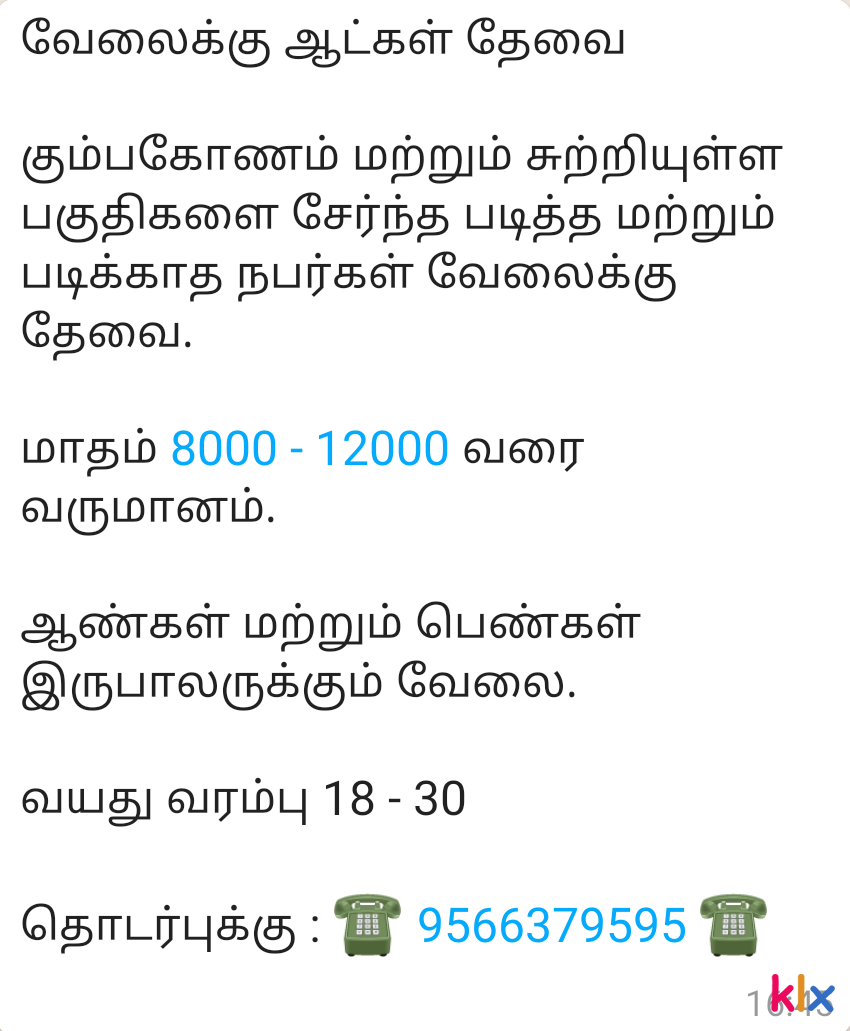 வேலைக்கு ஆட்கள் தேவை
கும்பகோணம் மற்றும் சுற்றியுள்ள
பகுதிகளை சேர்ந்த படித்த மற்றும்
படிக்காத நபர்கள் வேலைக்கு
தேவை.
மாதம் 8000 - 12000 வரை
வருமானம்.
ஆண்கள் மற்றும் பெண்கள்
இருபாலருக்கும் வேலை.
வயது வரம்பு 18 - 30
தொடர்புக்கு : ☎ 9566379595 ☎
klx